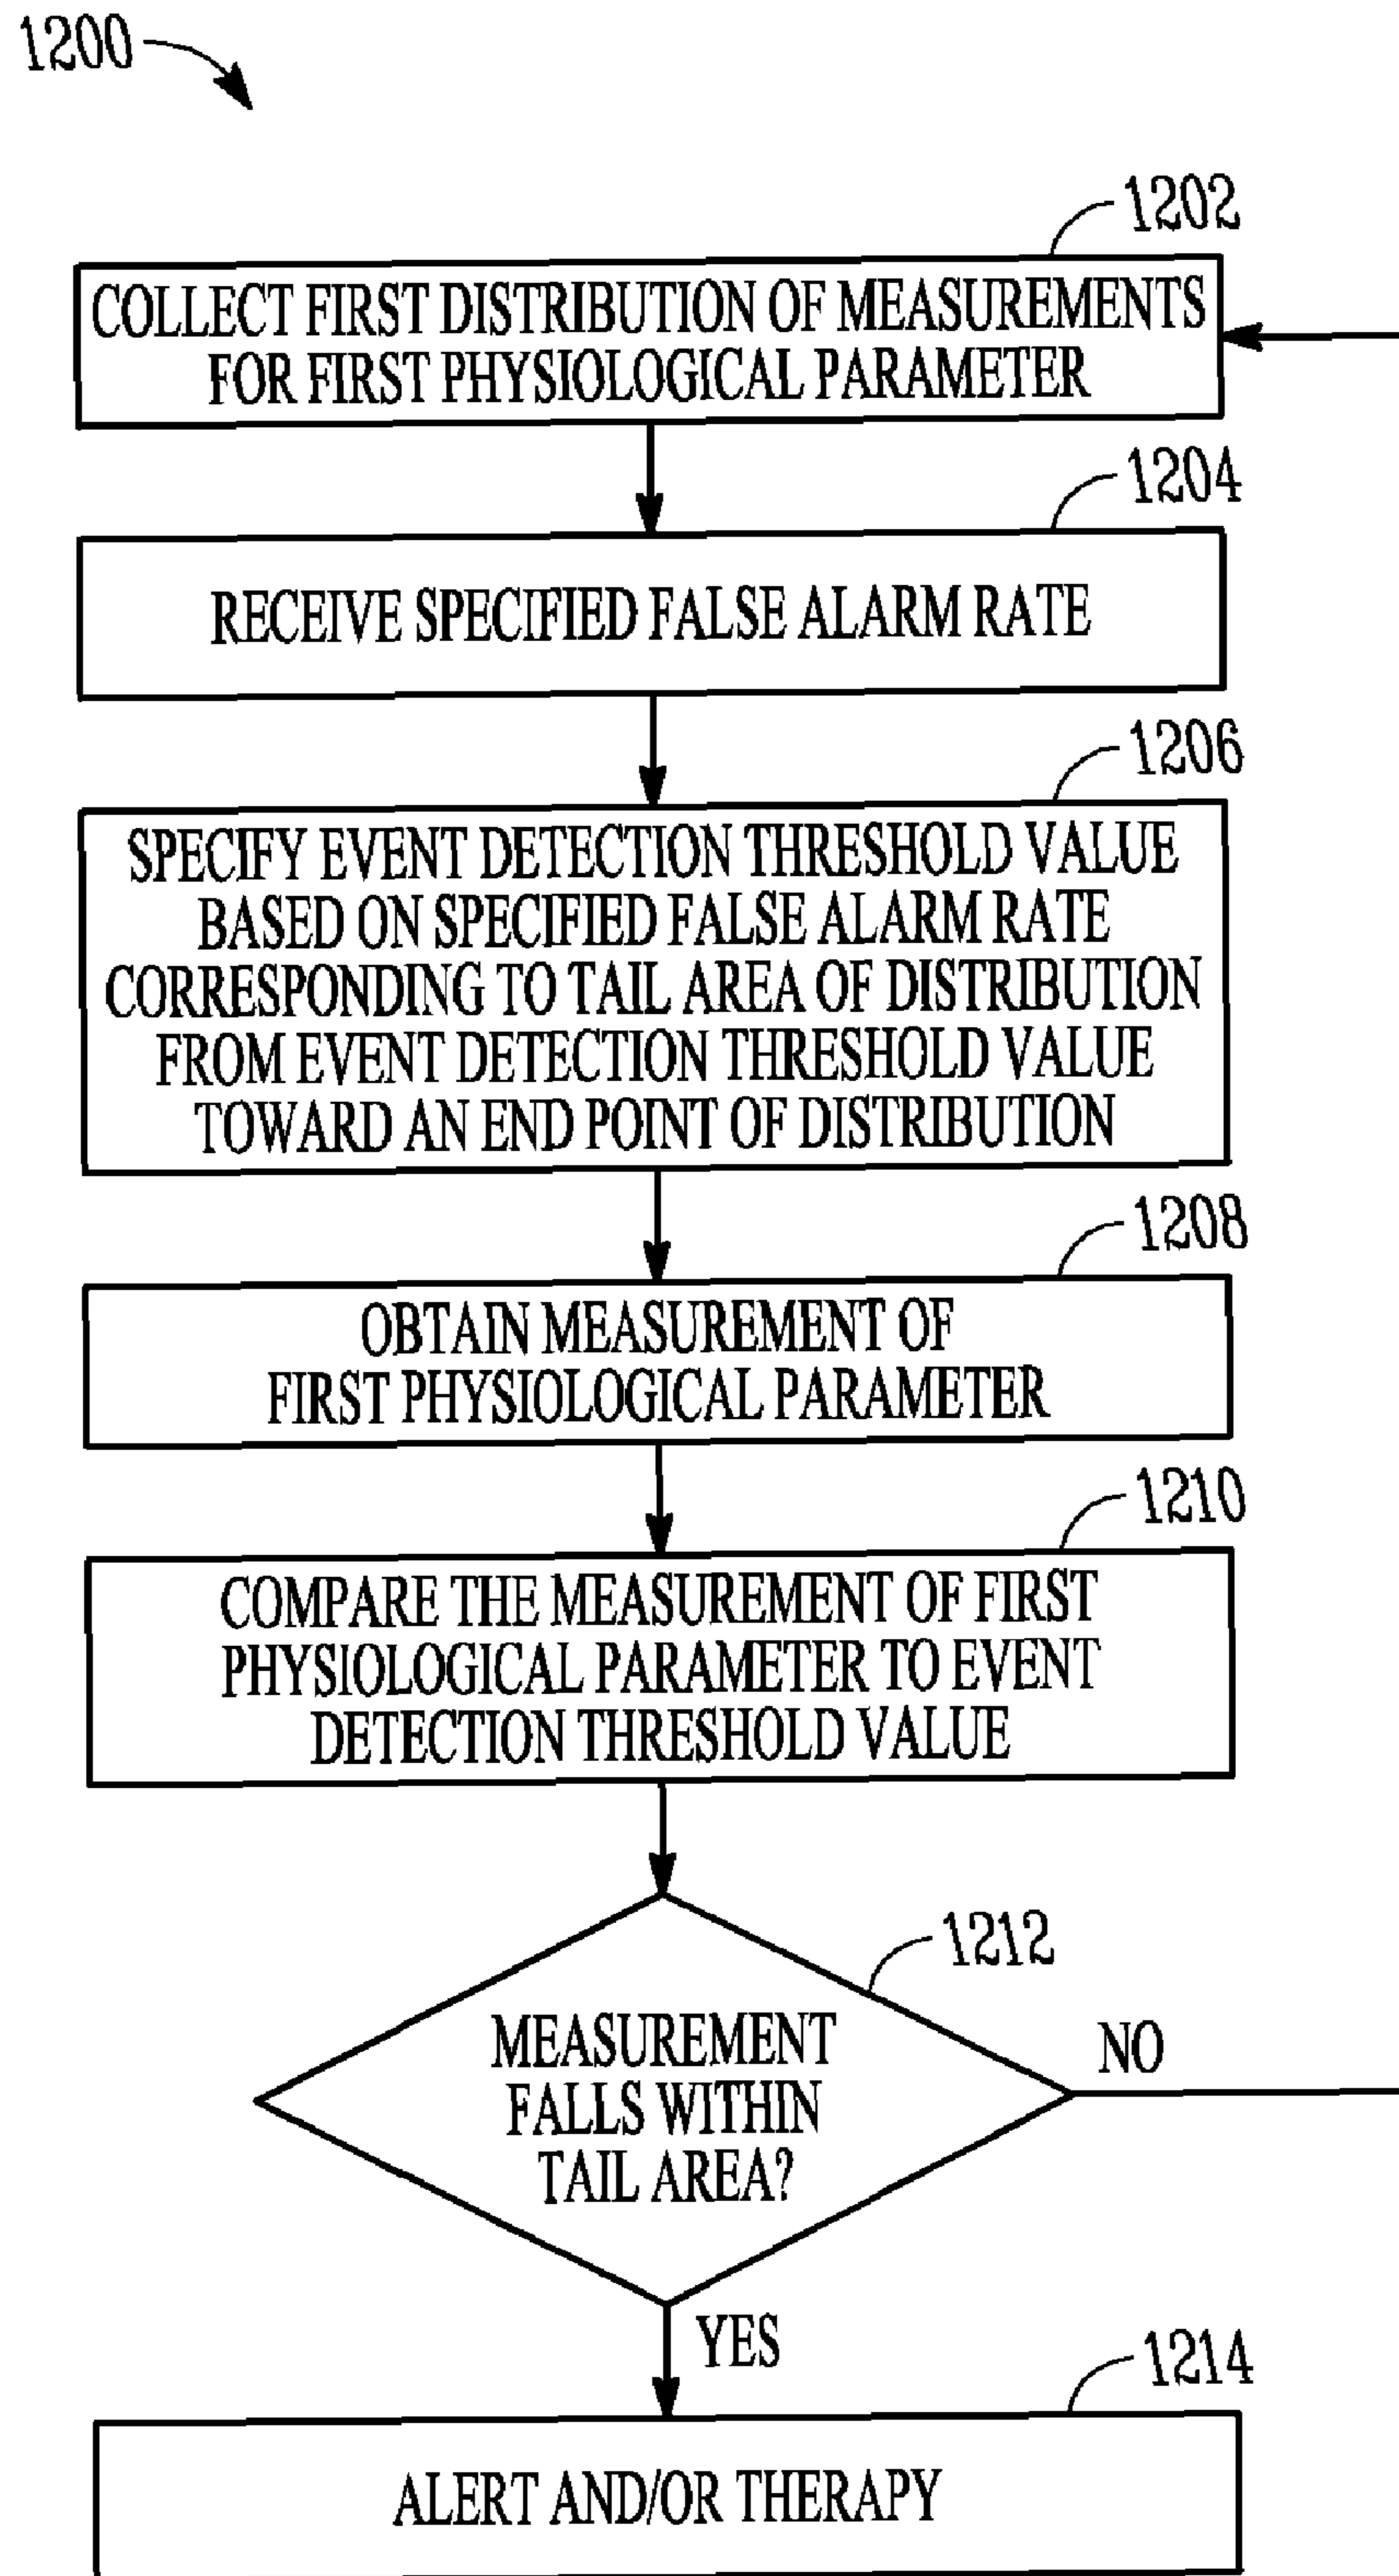 1200
1202
COLLECT FIRST DISTRIBUTION OF MEASUREMENTS
FOR FIRST PHYSIOLOGICAL PARAMETER
1204
RECEIVE SPECIFIED FALSE ALARM RATE
1206
SPECIFY EVENT DETECTION THRESHOLD VALUE
BASED ON SPECIFIED FALSE ALARM RATE
CORRESPONDING TO TAIL AREA OF DISTRIBUTION
FROM EVENT DETECTION THRESHOLD VALUE
TOWARD AN END POINT OF DISTRIBUTION
1208
OBTAIN MEASUREMENT OF
FIRST PHYSIOLOGICAL PARAMETER
1210
COMPARE THE MEASUREMENT OF FIRST
PHYSIOLOGICAL PARAMETER TO EVENT
DETECTION THRESHOLD VALUE
1212
MEASUREMENT
FALLS WITHIN
TAIL AREA?
NO
YES
1214
ALERT AND/OR THERAPY